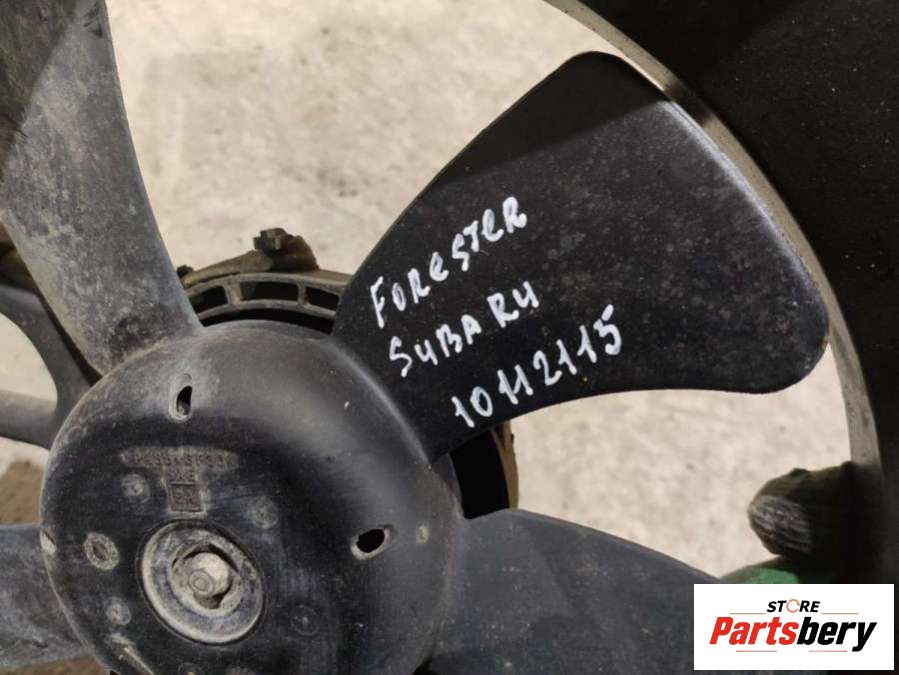 FOReSTeR
SUBARU
10112115
STORE
Partsbery